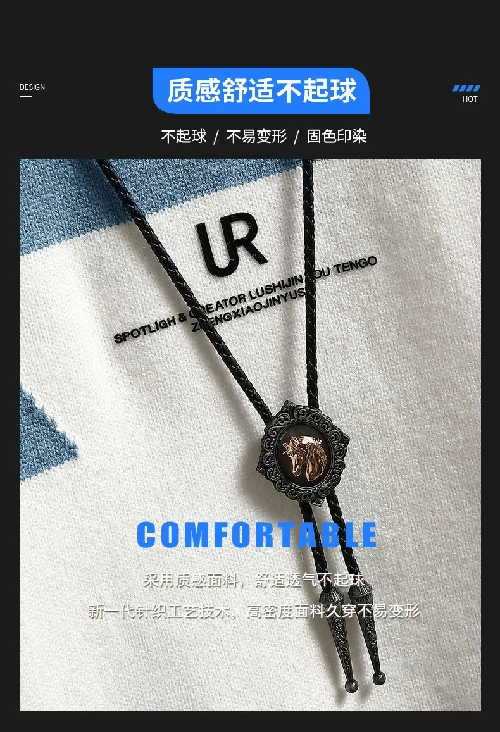 质感舒适不起球
DESIGN
HOT
不起球 / 不易变形 / 固色印染
UR
SPOTLIGH & CREATOR LUSHIJIN YOU TENGO
ZHENGXIAOJINYUS
COMFORTABLE
采用质感面料，舒适透气不起球
新一代针织工艺技术，高密度面料久穿不易变形